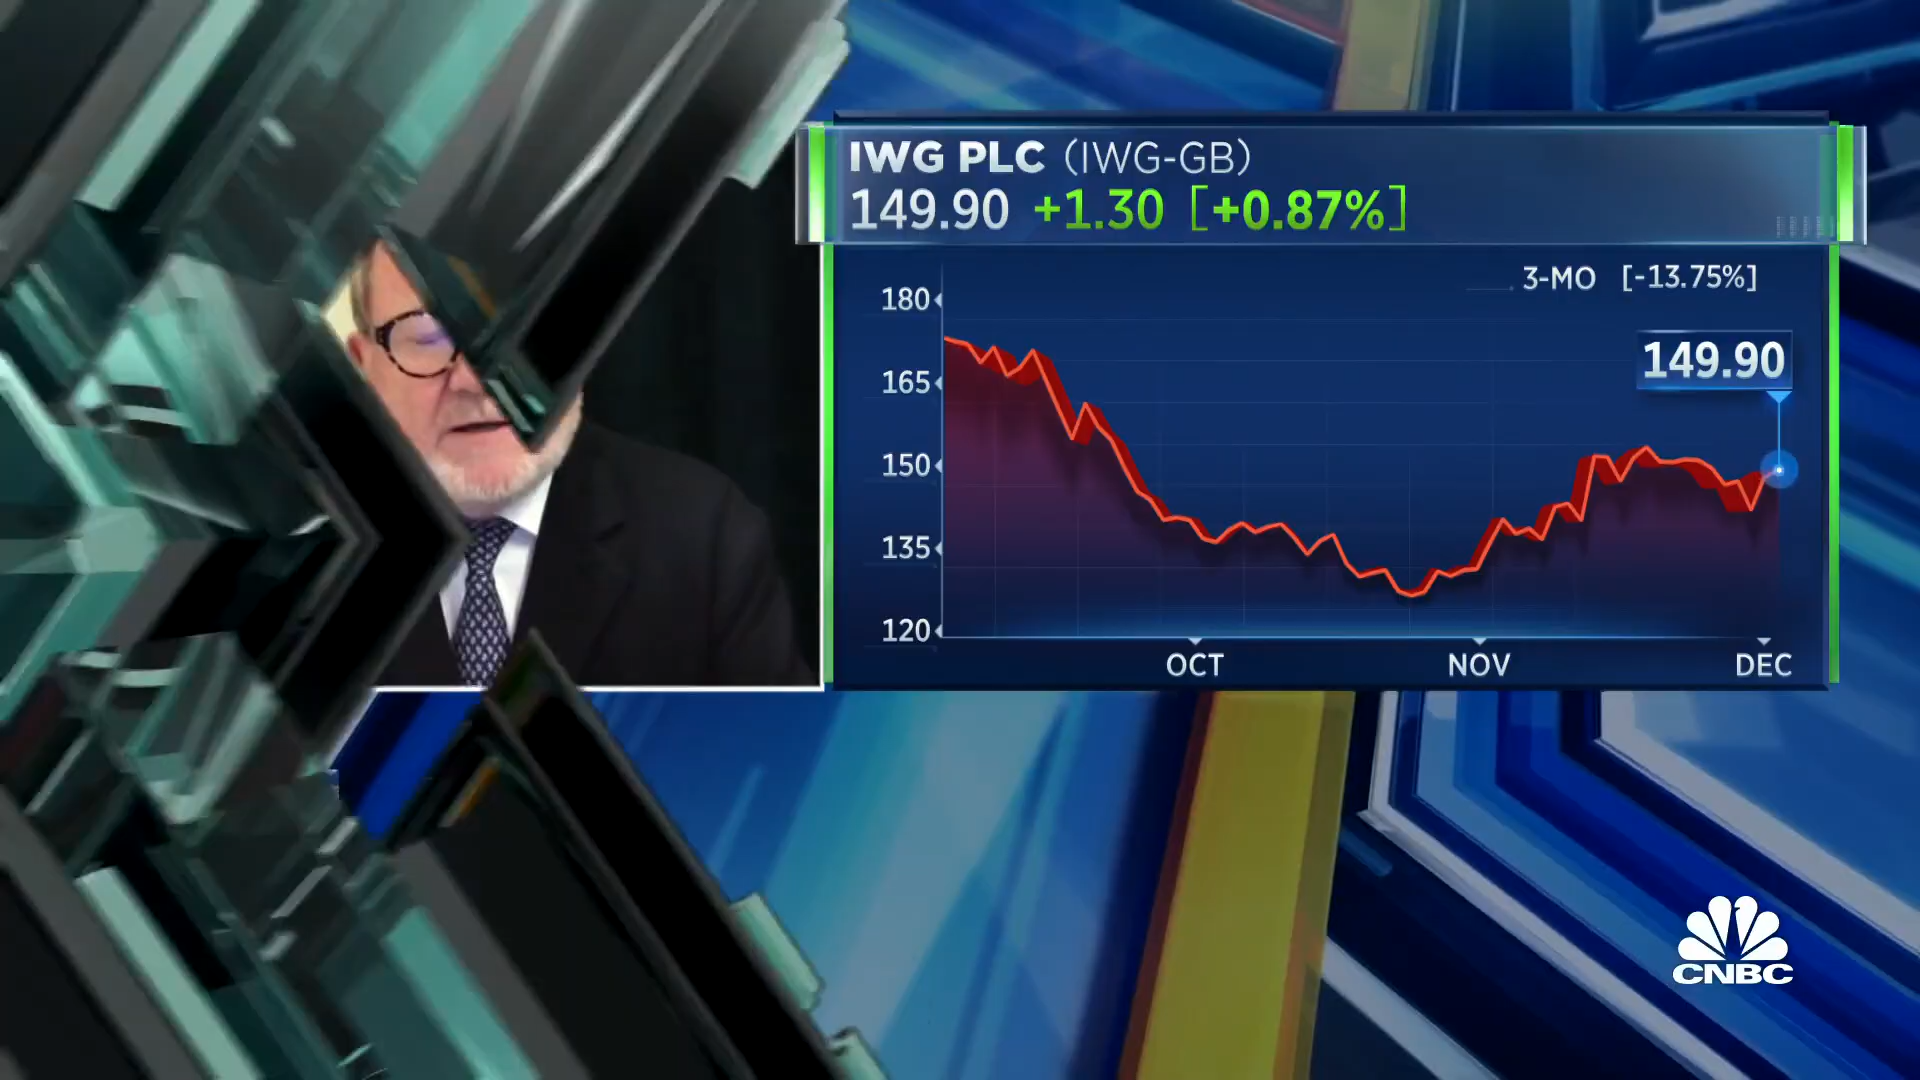 IWG PLC (IWG-GB)
149.90 +1.30 [+0.87%]
3-MO [-13.75%]
149.90
180
165
150
135
120
OCT NOV DEC
CNBC